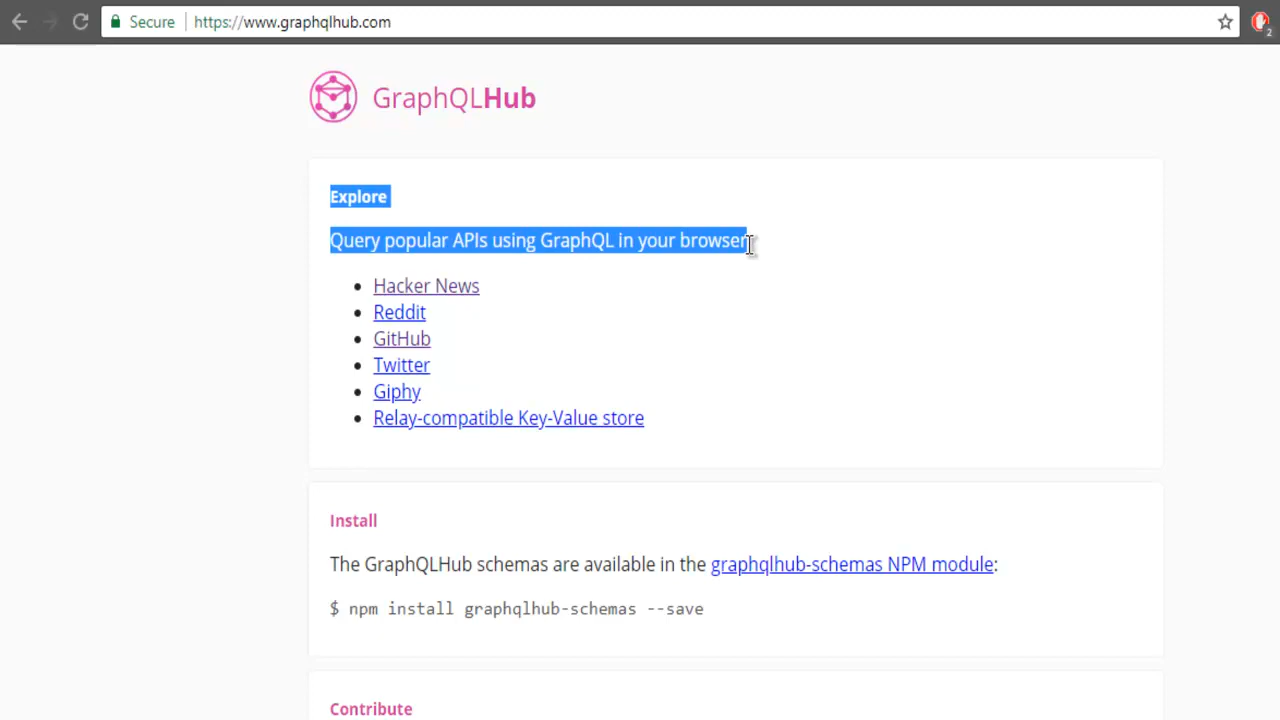 Secure https://www.graphqlhub.com
2
GraphQLHub
Explore
Query popular APIs using GraphQL in your browser
Hacker News
Reddit
GitHub
Twitter
Giphy
Relay-compatible Key-Value store
Install
The GraphQLHub schemas are available in the graphqlhub-schemas NPM module:
$ npm install graphqlhub-schemas --save
Contribute